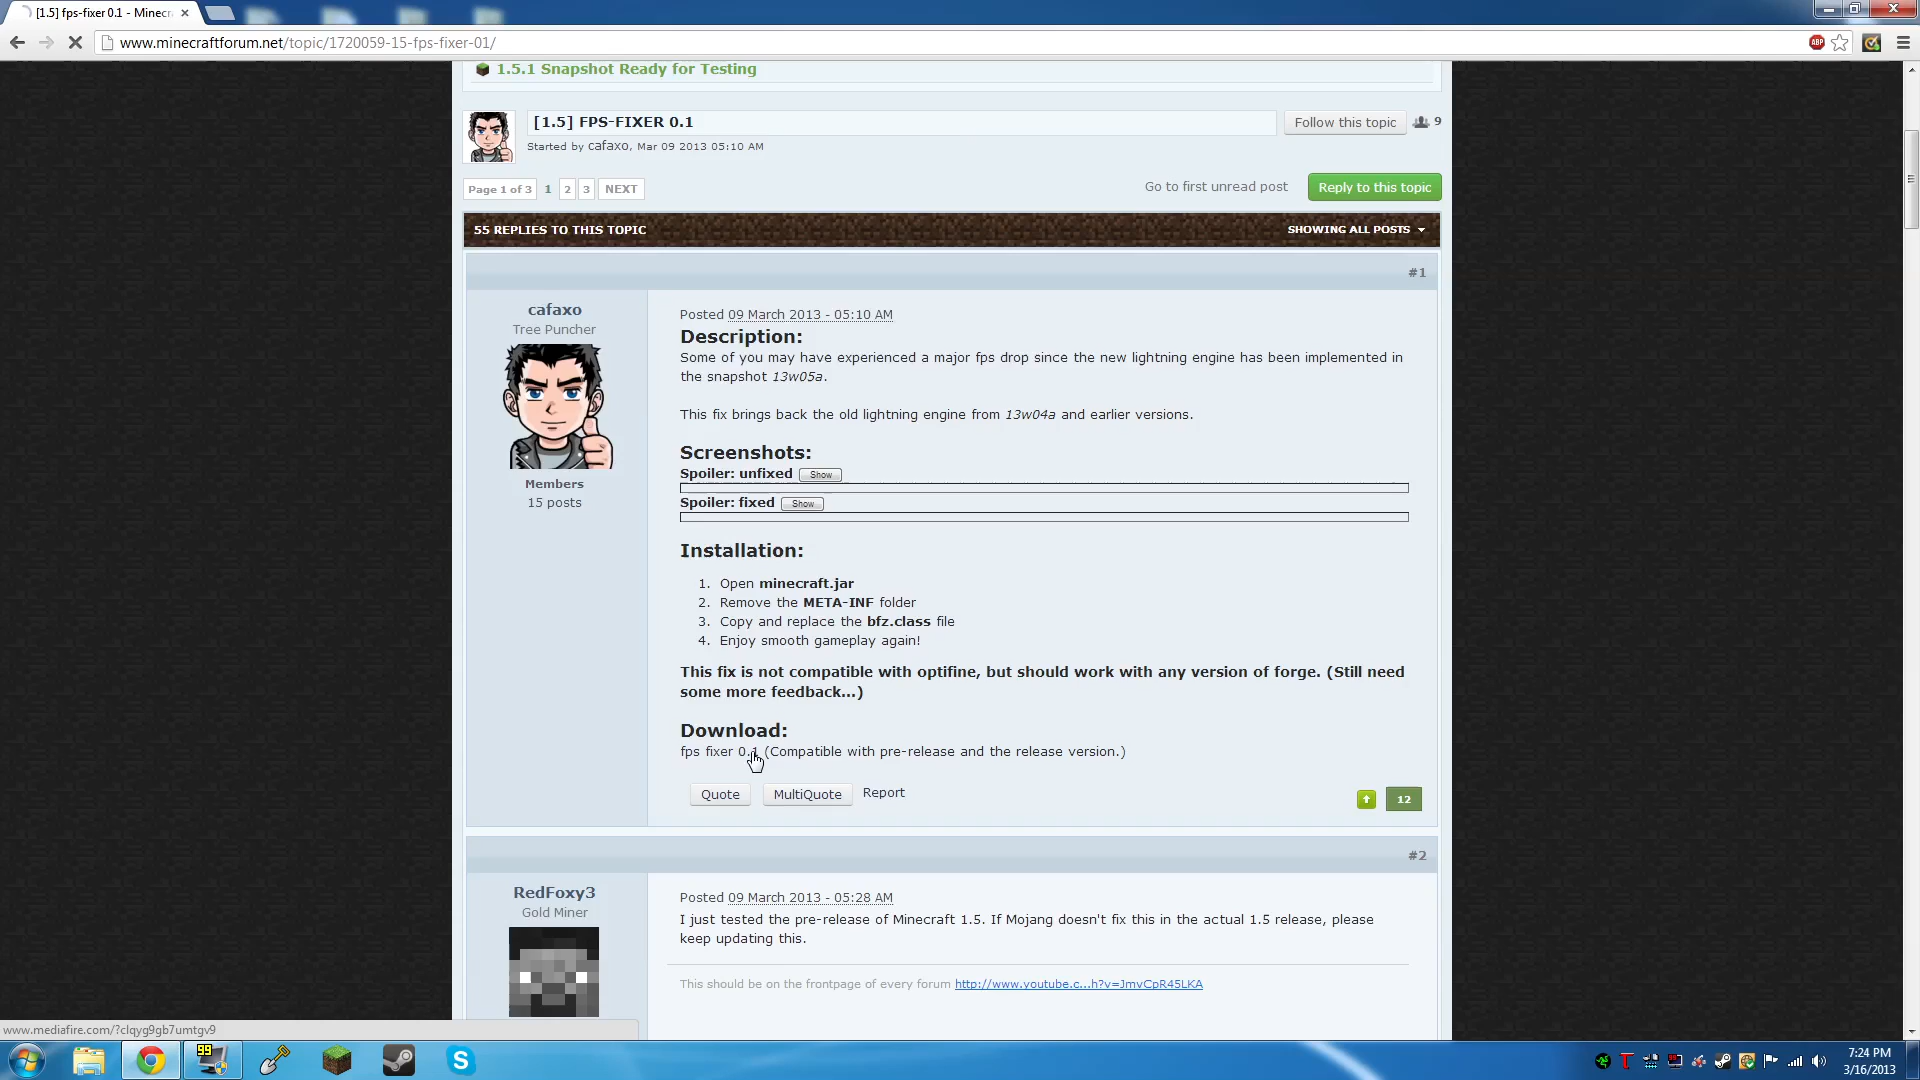 [1.5] fps-fixer 0.1 - Minecr
www.minecraftforum.net/topic/1720059-15-fps-fixer-01/
ABP
1.5.1 Snapshot Ready for Testing
[1.5] FPS-FIXER 0.1
Follow this topic
9
Started by cafaxo, Mar 09 2013 05:10 AM
Page 1 of 3
1
2
3
NEXT
Go to first unread post
Reply to this topic
55 REPLIES TO THIS TOPIC
SHOWING ALL POSTS
#1
cafaxo
Tree Puncher
Members
15 posts
Posted 09 March 2013 - 05:10 AM
Description:
Some of you may have experienced a major fps drop since the new lightning engine has been implemented in
the snapshot 13w05a.
This fix brings back the old lightning engine from 13w04a and earlier versions.
Screenshots:
Spoiler: unfixed Show
Spoiler: fixed Show
Installation:
1. Open minecraft.jar
2. Remove the META-INF folder
3. Copy and replace the bfz.class file
4. Enjoy smooth gameplay again!
This fix is not compatible with optifine, but should work with any version of forge. (Still need
some more feedback...)
Download:
fps fixer 0.1 (Compatible with pre-release and the release version.)
Quote
MultiQuote
Report
12
#2
RedFoxy3
Gold Miner
Posted 09 March 2013 - 05:28 AM
I just tested the pre-release of Minecraft 1.5. If Mojang doesn't fix this in the actual 1.5 release, please
keep updating this.
This should be on the frontpage of every forum http://www.youtube.c...h?v=JmvCpR45LKA
www.mediafire.com/?clqyg9gb7umtgv9
99
7:24 PM
3/16/2013